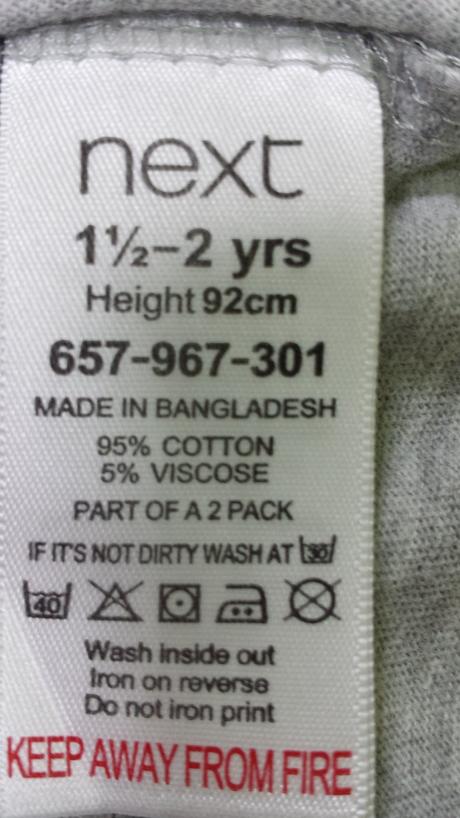 next
1½-2 yrs
Height 92cm
657-967-301
MADE IN BANGLADESH
95% COTTON
5% VISCOSE
PART OF A 2 PACK
IF IT'S NOT DIRTY WASH AT 30
40
Wash inside out
Iron on reverse
Do not iron print
KEEP AWAY FROM FIRE